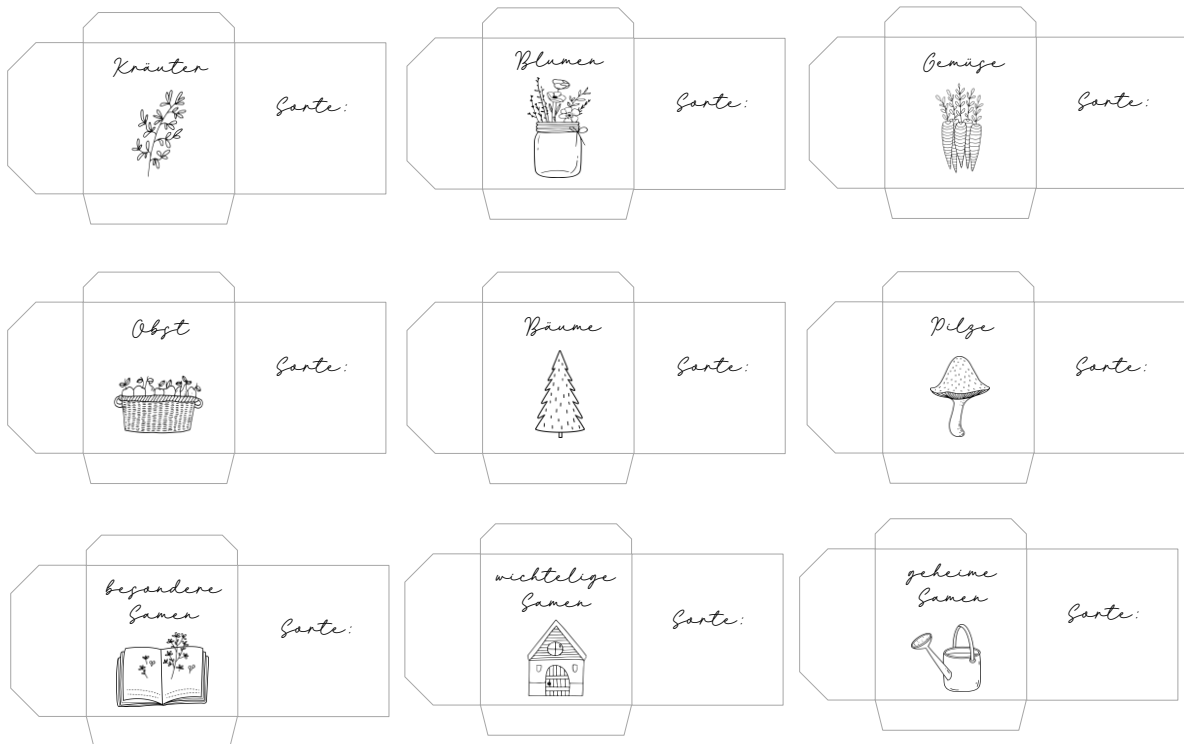 Kräuter
Sorte:
Blumen
Sorte:
Gemüse
Sorte:
Obst
Sorte:
Bäume
Sorte:
Pilze
Sorte:
besondere
Samen
Sorte:
wichtelige
Samen
Sorte:
geheime
Samen
Sorte: